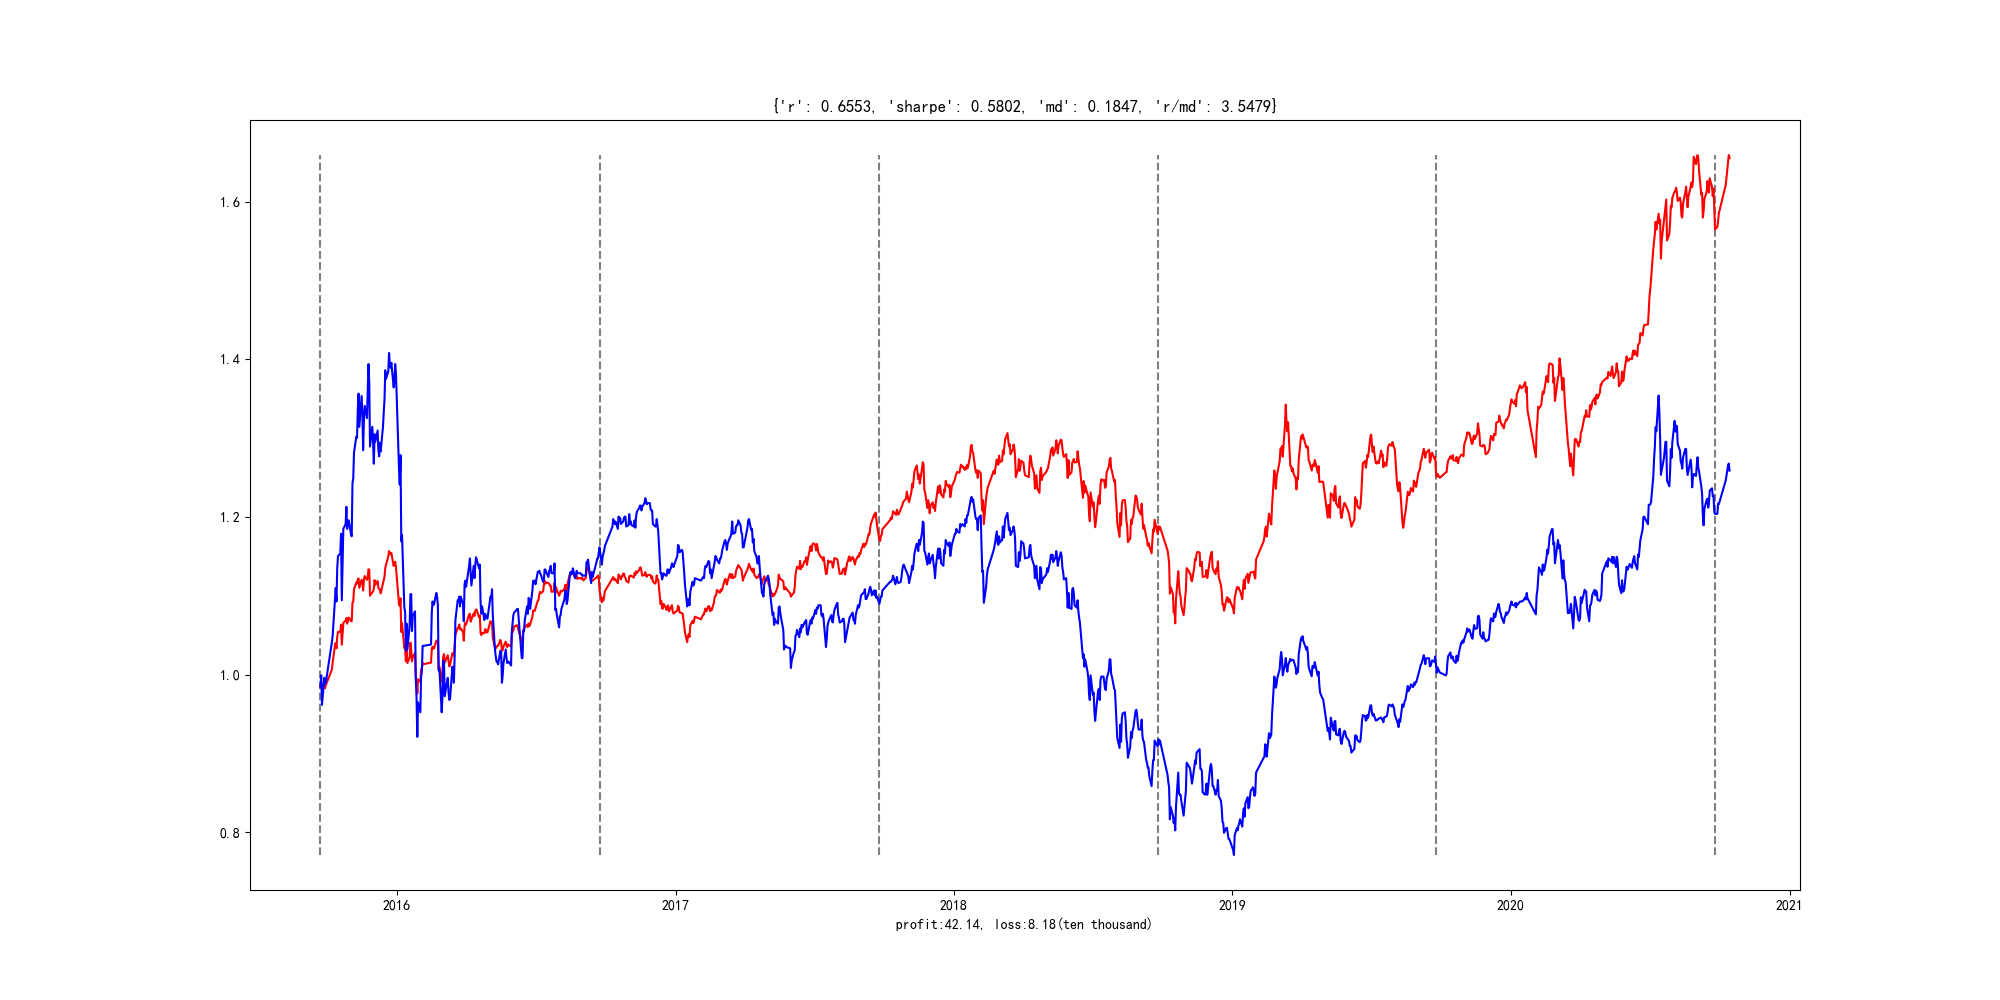 {'r': 0.6553, 'sharpe': 0.5802, 'md': 0.1847, 'r/md': 3.5479}
1.6
1.4
1.2
1.0
0.8
2016 2017 2018 2019 2020 2021
profit:42.14, loss:8.18(ten thousand)